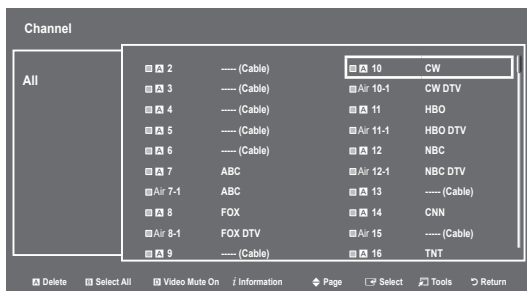 Channel
All
A 2 ----- (Cable)
A 3 ----- (Cable)
A 4 ----- (Cable)
A 5 ----- (Cable)
A 6 ----- (Cable)
A 7 ABC
Air 7-1 ABC
A 8 FOX
Air 8-1 FOX DTV
A 9 ----- (Cable)
A 10 CW
Air 10-1 CW DTV
A 11 HBO
Air 11-1 HBO DTV
A 12 NBC
Air 12-1 NBC DTV
A 13 ----- (Cable)
A 14 CNN
Air 15 ----- (Cable)
A 16 TNT
A Delete B Select All D Video Mute On i Information Page Select Tools Return